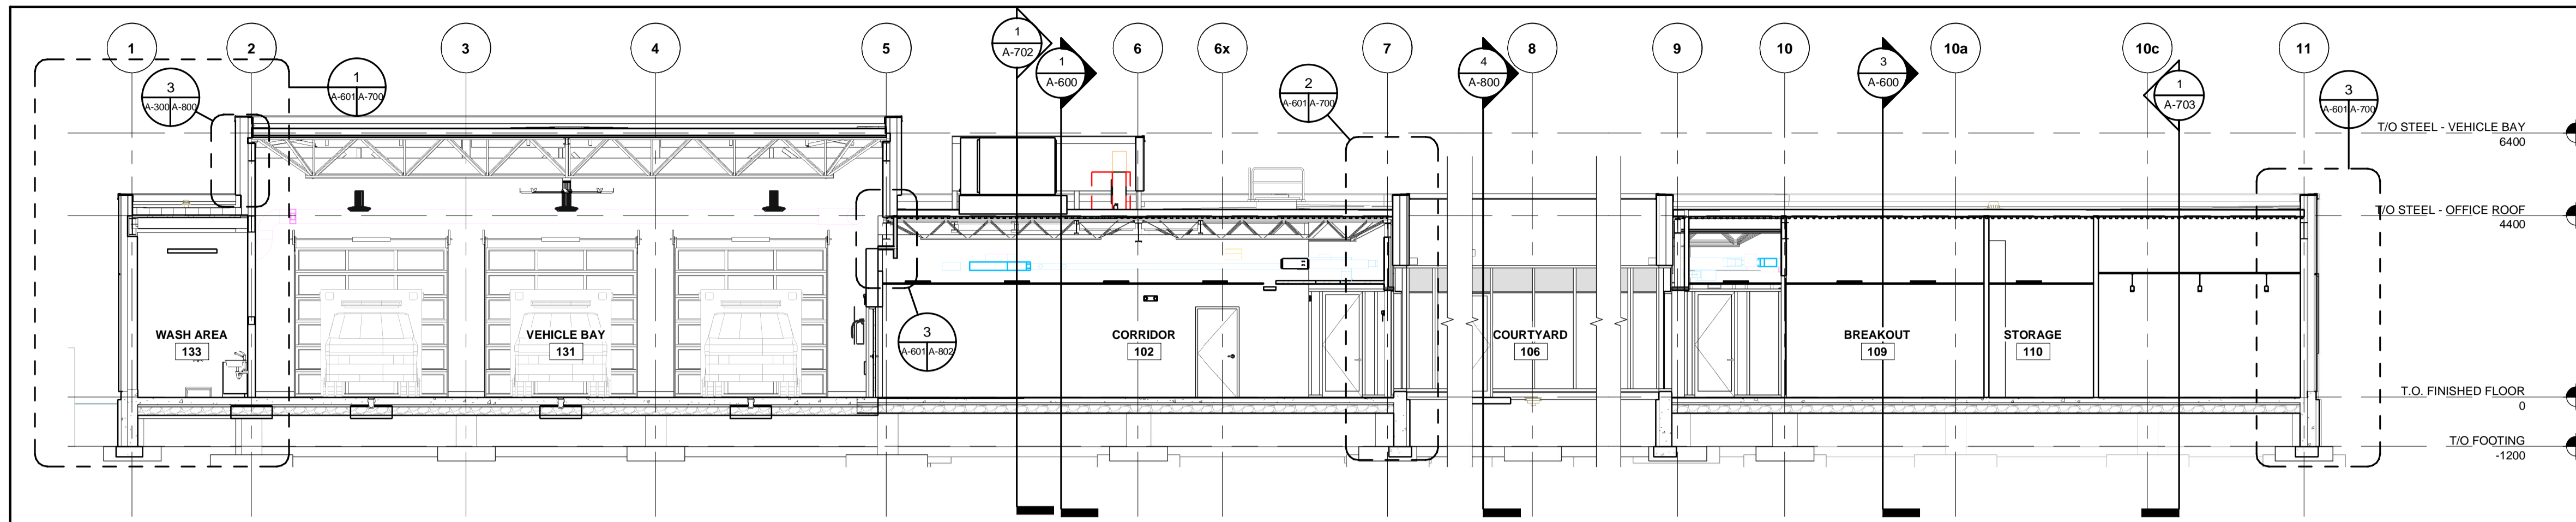 1
2
3
4
5
6
6x
7
8
9
10
10a
10c
11
1
A-702
1
A-600
4
A-800
3
A-600
1
A-703
3
A-300 A-800
1
A-601 A-700
2
A-601 A-700
3
A-601 A-700
T/O STEEL - VEHICLE BAY
6400
T/O STEEL - OFFICE ROOF
4400
3
A-601 A-802
WASH AREA
133
VEHICLE BAY
131
CORRIDOR
102
COURTYARD
106
BREAKOUT
109
STORAGE
110
T.O. FINISHED FLOOR
0
T/O FOOTING
-1200